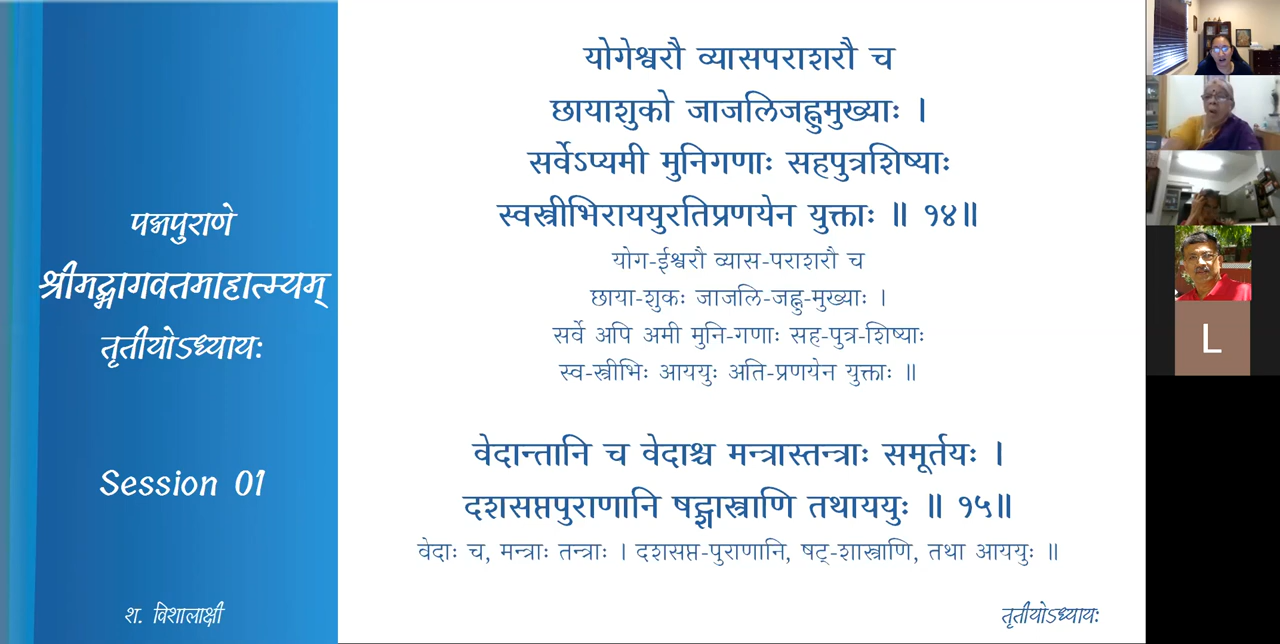 पद्मपुराणे
श्रीमद्भागवतमाहात्म्यम्
तृतीयोऽध्यायः
Session 01
श. विशालाक्षी
योगेश्वरौ व्यासपराशरौ च
छायाशुको जाजलिजह्नुमुख्याः ।
सर्वेऽप्यमी मुनिगणाः सहपुत्रशिष्याः
स्वस्त्रीभिराययुरतिप्रणयेन युक्ताः ॥ १४॥
योग-ईश्वरौ व्यास-पराशरौ च
छाया-शुकः जाजलि-जह्नु-मुख्याः ।
सर्वे अपि अमी मुनि-गणाः सह-पुत्र-शिष्याः
स्व-स्त्रीभिः आययुः अति-प्रणयेन युक्ताः ॥
वेदान्तानि च वेदाश्च मन्त्रास्तन्त्राः समूर्तयः ।
दशसप्तपुराणानि षट्शास्त्राणि तथाययुः ॥ १५॥
वेदाः च, मन्त्राः तन्त्राः । दशसप्त-पुराणानि, षट्-शास्त्राणि, तथा आययुः ॥
तृतीयोऽध्यायः
L